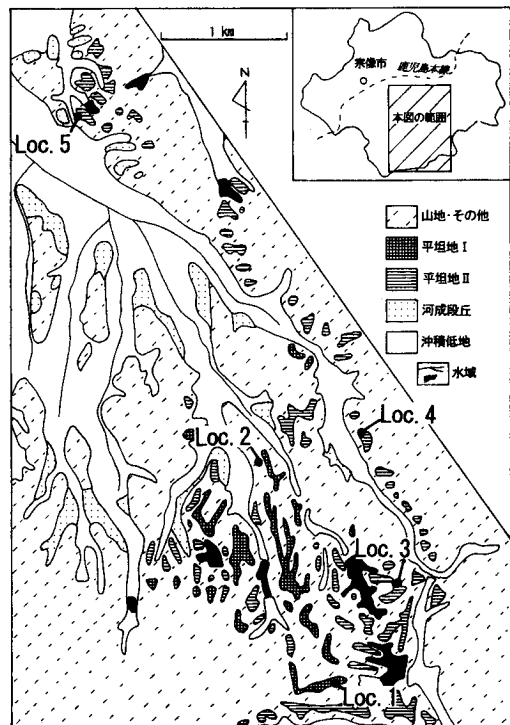 1 km
N
宗像市
鹿児島本線
本図の範囲
Loc. 5
山地・その他
平坦地 Ⅰ
平坦地 Ⅱ
河成段丘
沖積低地
水域
Loc. 4
Loc. 2
Loc. 3
Loc. 1